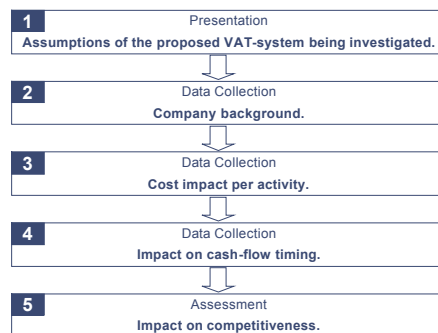 1
Presentation
Assumptions of the proposed VAT-system being investigated.
2
Data Collection
Company background.
3
Data Collection
Cost impact per activity.
4
Data Collection
Impact on cash-flow timing.
5
Assessment
Impact on competitiveness.